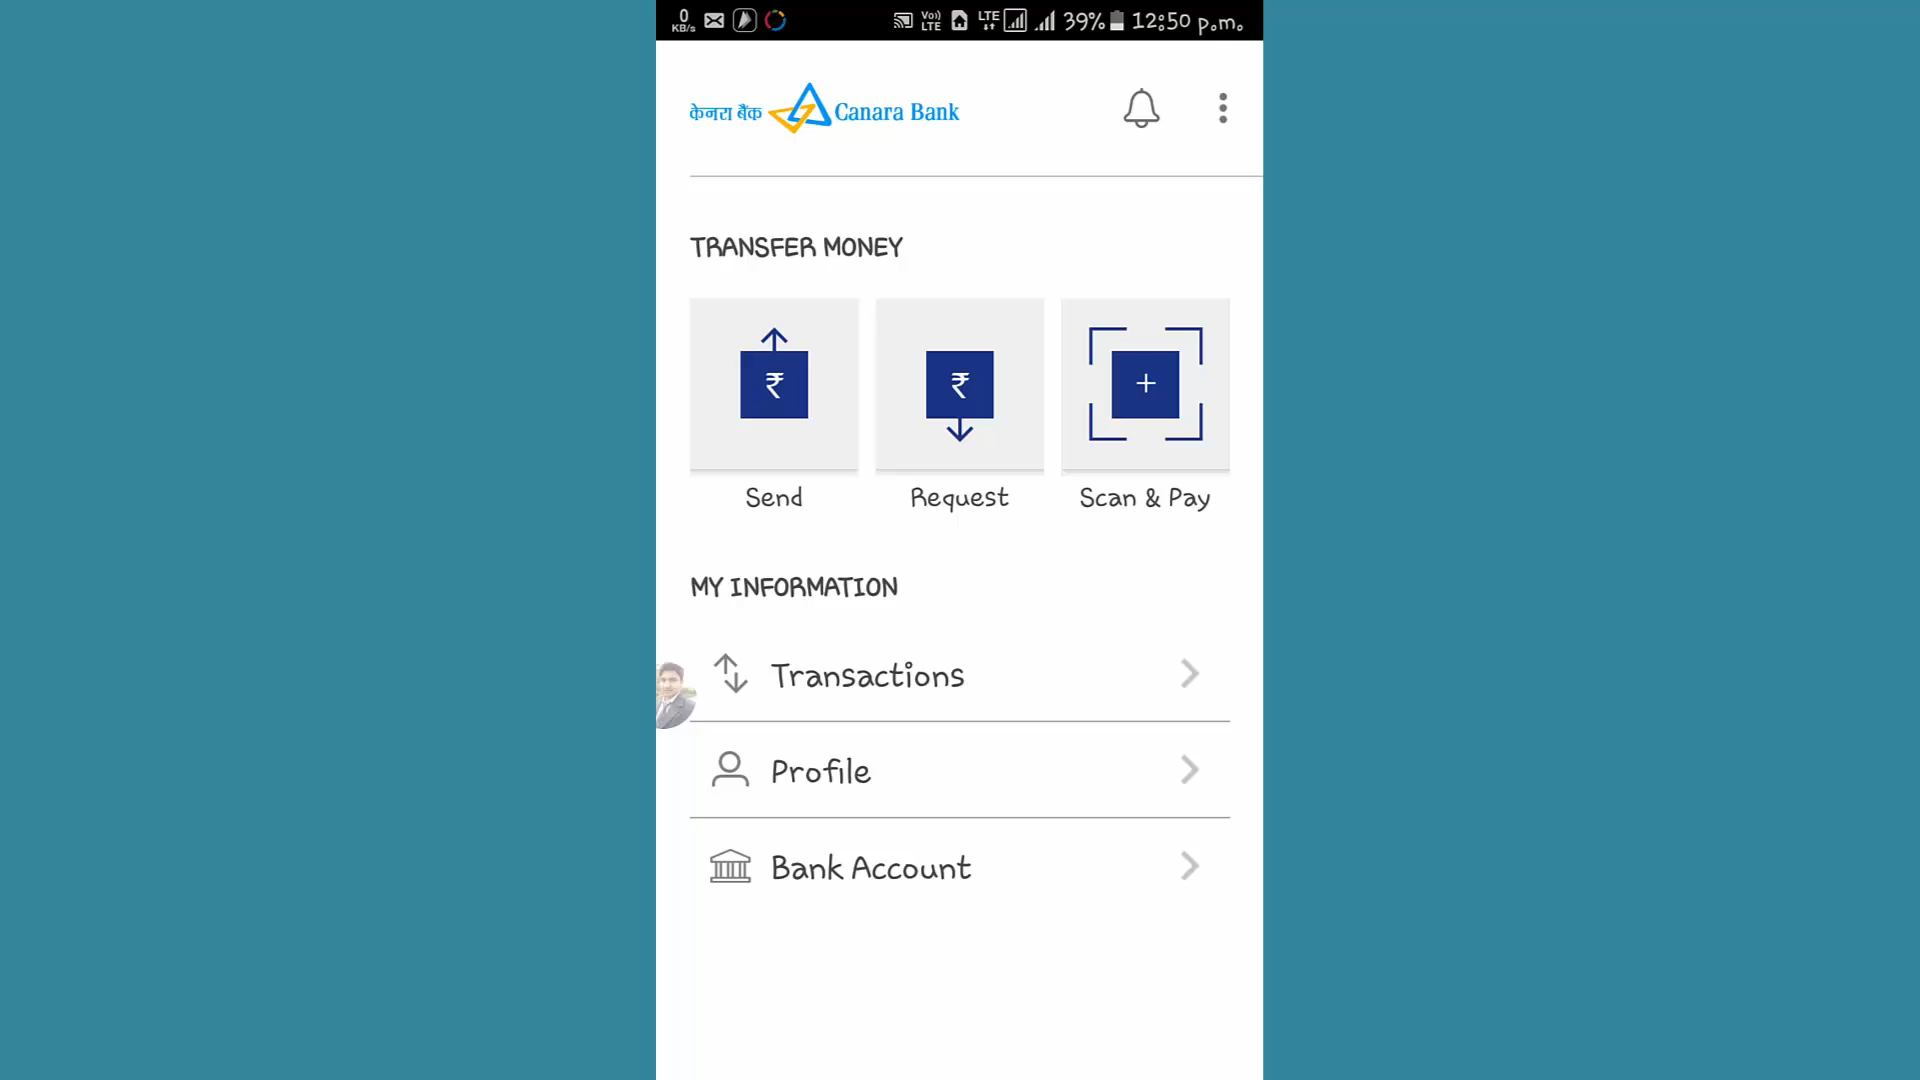 0 KB/s Vo) LTE LTE 39% 12:50 p.m.
केनरा बैंक Canara Bank
TRANSFER MONEY
₹ ₹ +
Send Request Scan & Pay
MY INFORMATION
Transactions
Profile
Bank Account